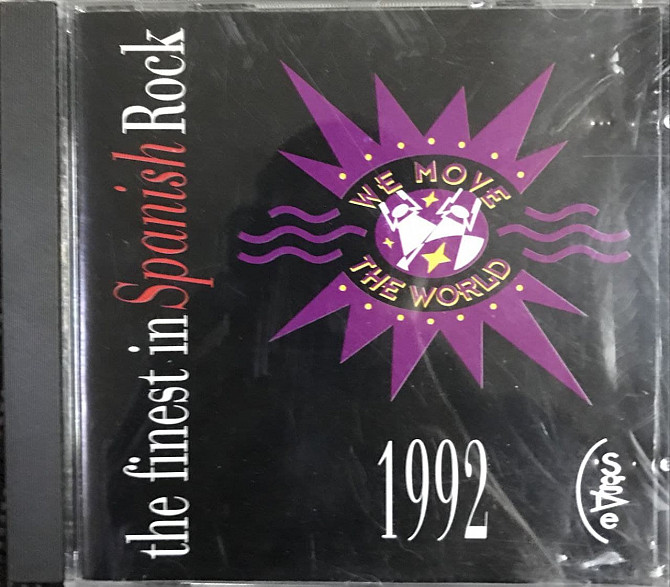 the finest in Spanish Rock
WE MOVE
THE WORLD
1992